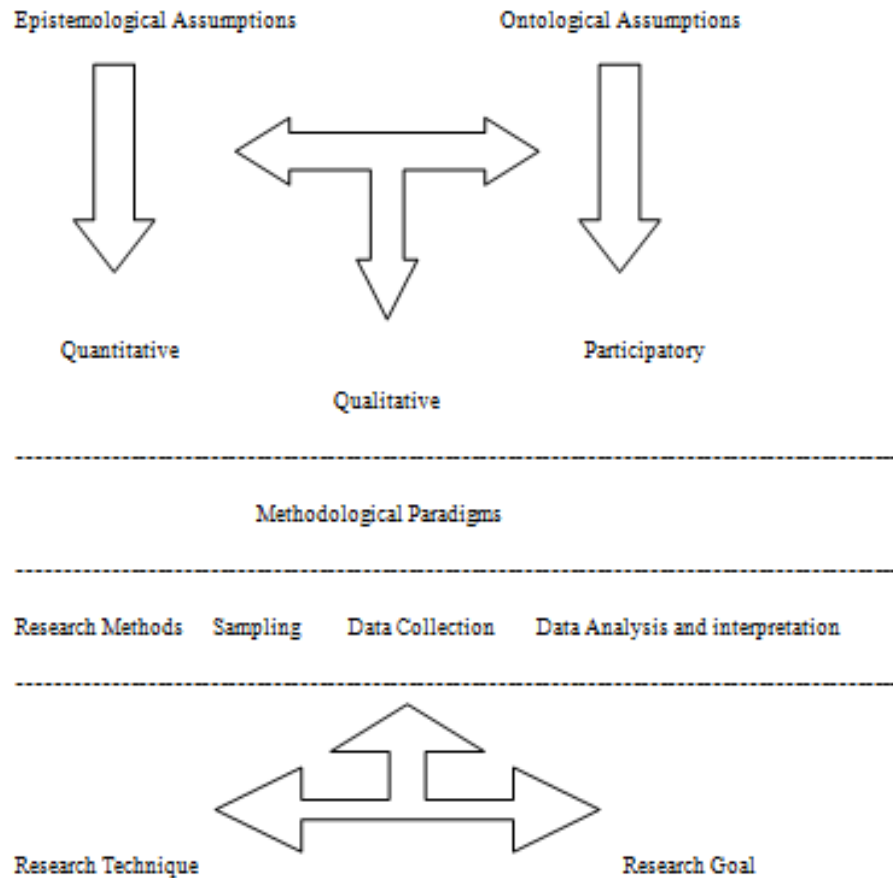 Epistemological Assumptions Ontological Assumptions
Quantitative Participatory
Qualitative
Methodological Paradigms
Research Methods Sampling Data Collection Data Analysis and interpretation
Research Technique Research Goal